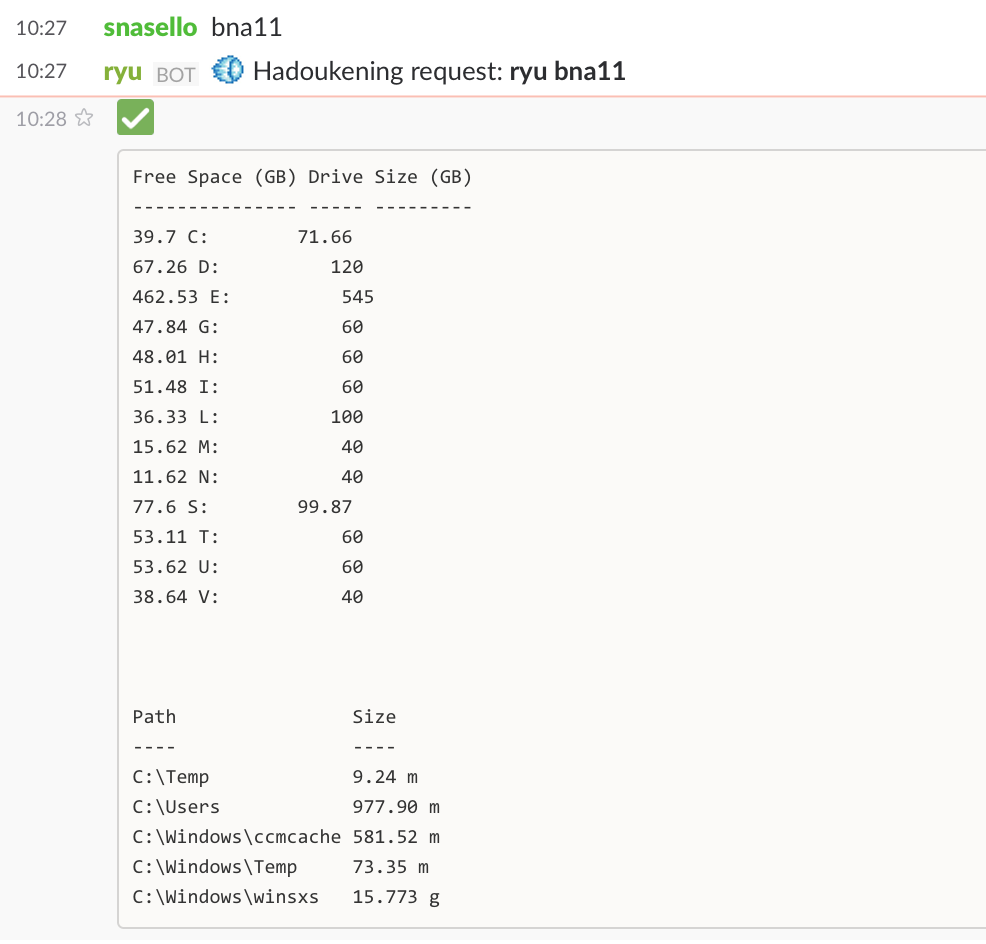 10:27 snasello bna11
10:27 ryu BOT Hadoukening request: ryu bna11
10:28
Free Space (GB) Drive Size (GB)
--------------- ----- ---------
39.7 C:        71.66
67.26 D:          120
462.53 E:          545
47.84 G:           60
48.01 H:           60
51.48 I:           60
36.33 L:          100
15.62 M:           40
11.62 N:           40
77.6 S:        99.87
53.11 T:           60
53.62 U:           60
38.64 V:           40
Path                Size
----                ----
C:\Temp             9.24 m
C:\Users            977.90 m
C:\Windows\ccmcache 581.52 m
C:\Windows\Temp     73.35 m
C:\Windows\winsxs   15.773 g